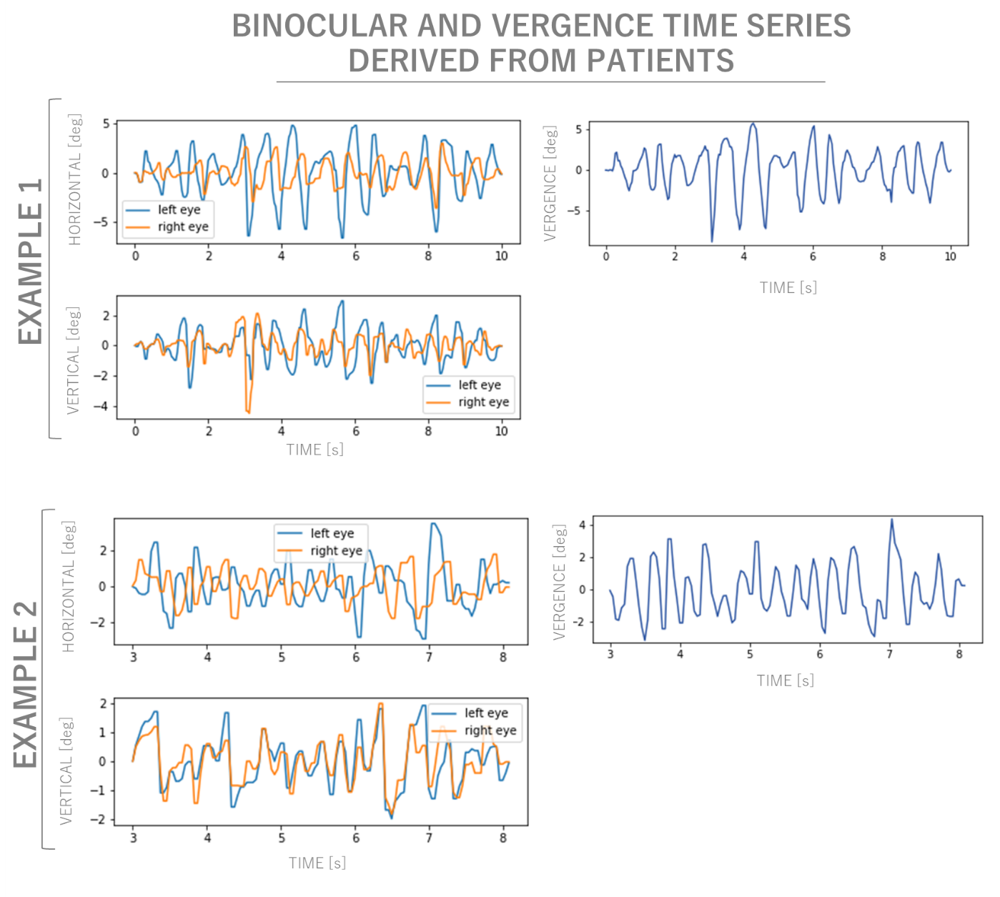 BINOCULAR AND VERGENCE TIME SERIES
DERIVED FROM PATIENTS
EXAMPLE 1
HORIZONTAL [deg]
5
0
−5
left eye
right eye
0 2 4 6 8 10
VERGENCE [deg]
5
0
−5
0 2 4 6 8 10
TIME [s]
VERTICAL [deg]
2
0
−2
−4
left eye
right eye
0 2 4 6 8 10
TIME [s]
EXAMPLE 2
HORIZONTAL [deg]
2
0
−2
left eye
right eye
3 4 5 6 7 8
VERGENCE [deg]
4
2
0
−2
3 4 5 6 7 8
TIME [s]
VERTICAL [deg]
2
1
0
−1
−2
left eye
right eye
3 4 5 6 7 8
TIME [s]